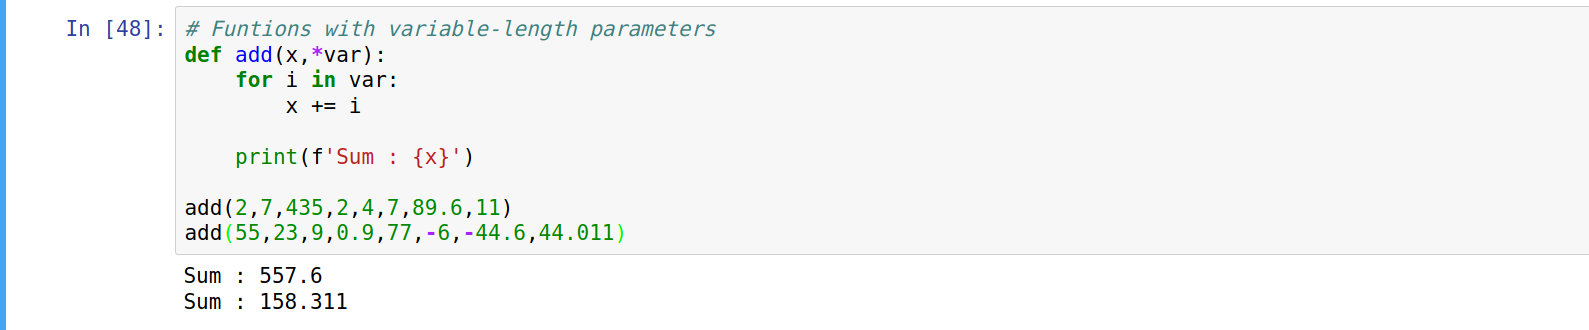 In [48]: # Funtions with variable-length parameters
def add(x,*var):
    for i in var:
        x += i

    print(f'Sum : {x}')

add(2,7,435,2,4,7,89.6,11)
add(55,23,9,0.9,77,-6,-44.6,44.011)
Sum : 557.6
Sum : 158.311